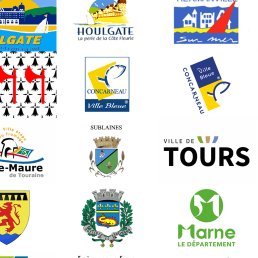 LGATE
HOULGATE
La perle de la Côte Fleurie
sur mer
CONCARNEAU
Ville Bleue
Ville
Bleue
CONCARNEAU
SUBLAINES
e-Maure
de Touraine
VILLE DE
TOURS
Marne
LE DÉPARTEMENT